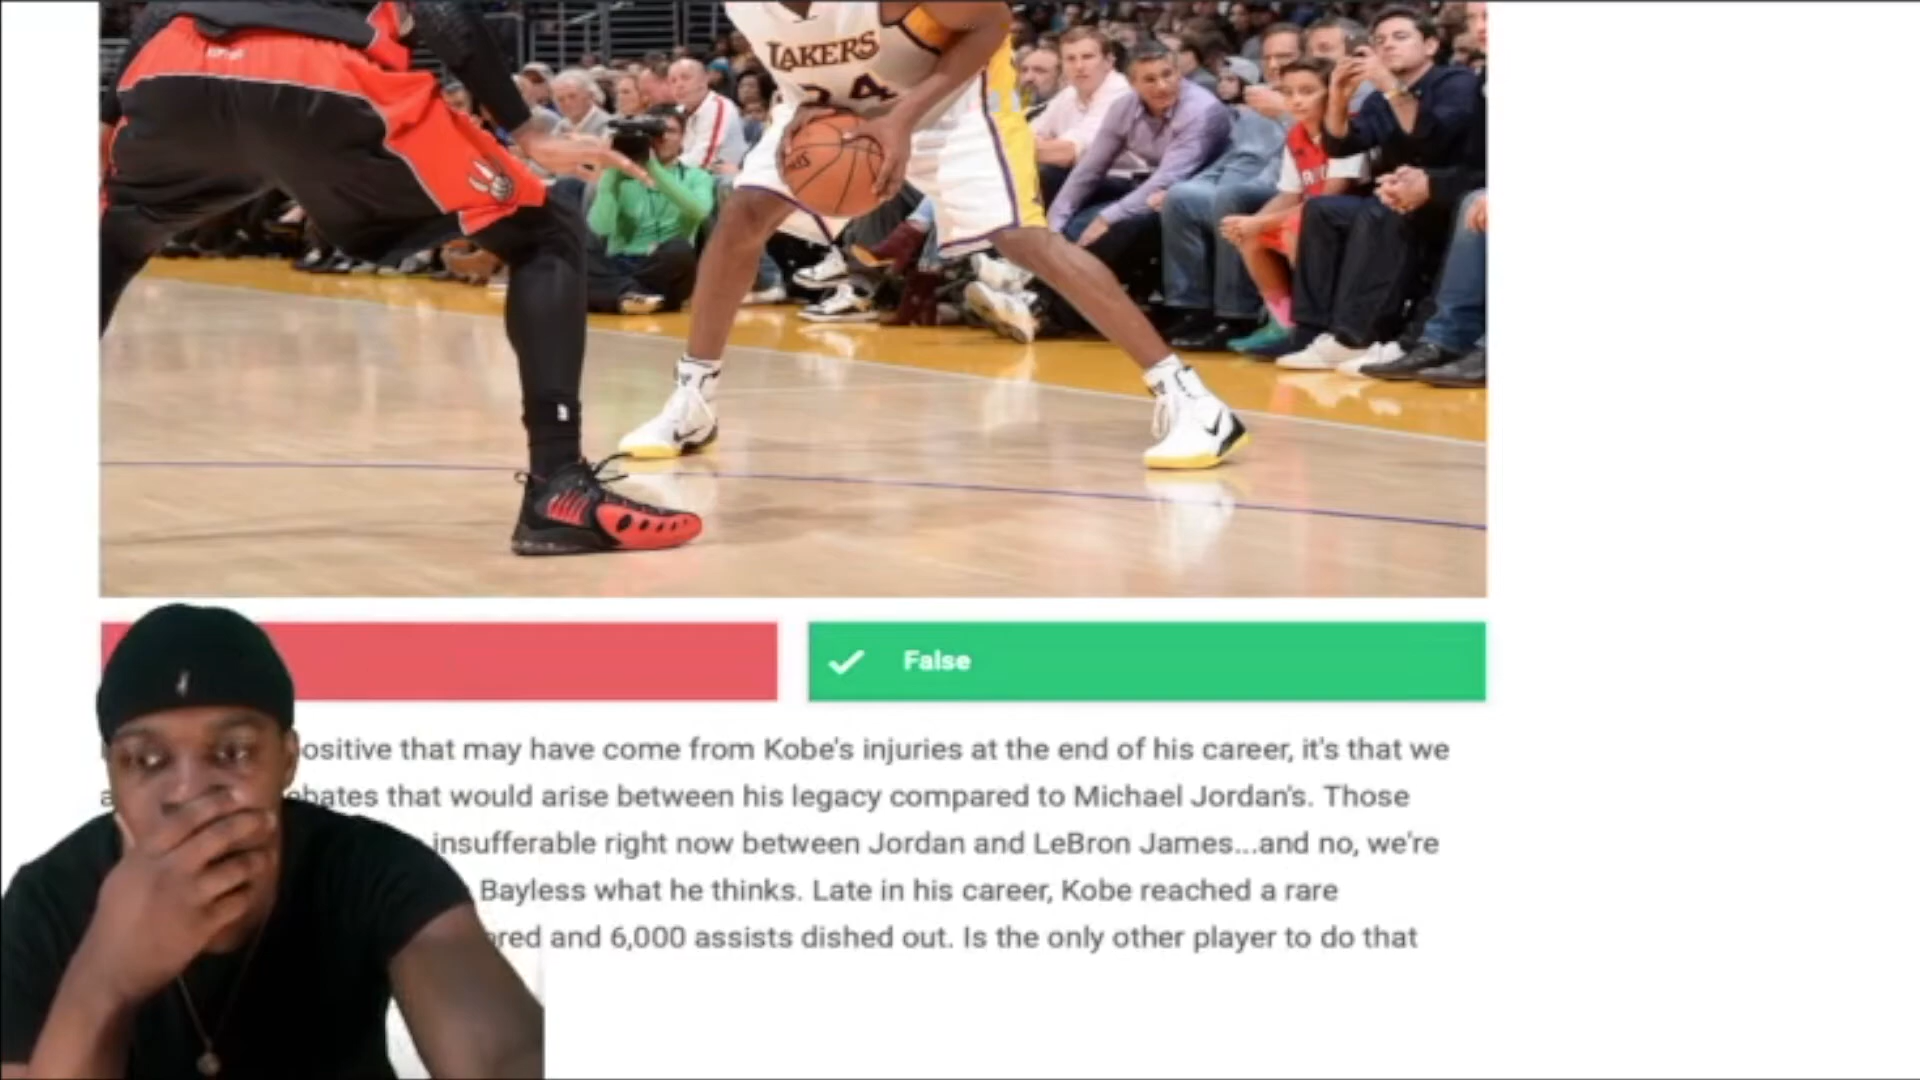 LAKERS
24
False
ositive that may have come from Kobe's injuries at the end of his career, it's that we
a bates that would arise between his legacy compared to Michael Jordan's. Those
insufferable right now between Jordan and LeBron James...and no, we're
Bayless what he thinks. Late in his career, Kobe reached a rare
ored and 6,000 assists dished out. Is the only other player to do that